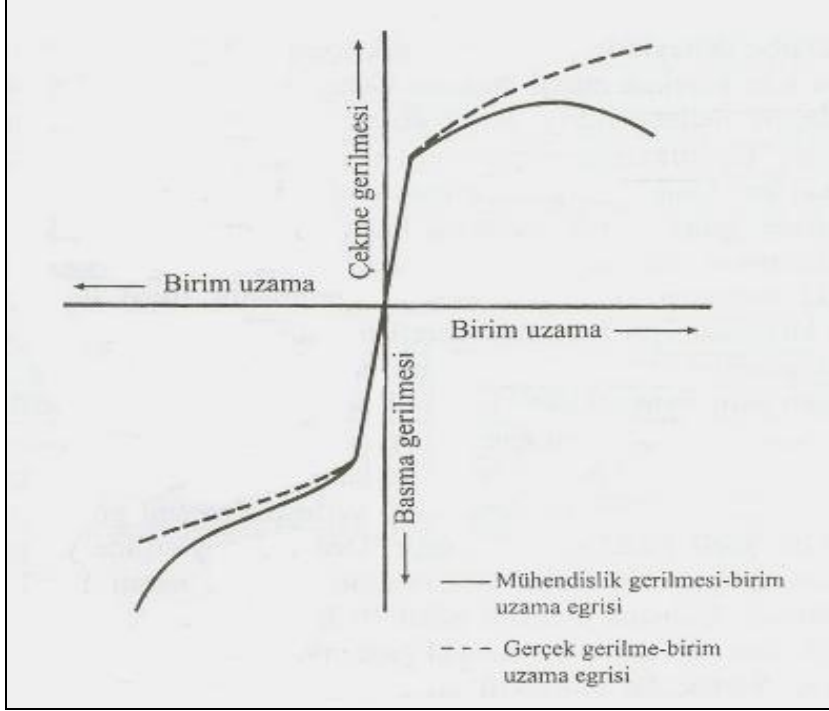 Çekme gerilmesi
Birim uzama
Birim uzama
Basma gerilmesi
Mühendislik gerilmesi-birim
uzama egrisi
Gerçek gerilme-birim
uzama egrisi